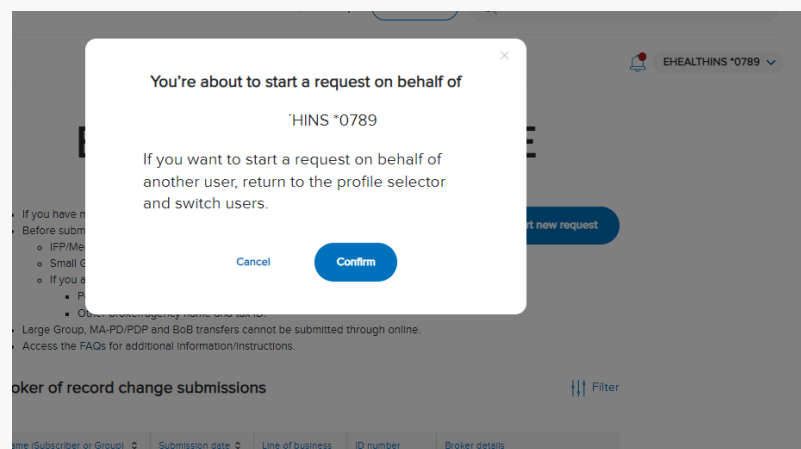 EHEALTHINS *0789
You're about to start a request on behalf of
HINS *0789
If you want to start a request on behalf of
another user, return to the profile selector
and switch users.
Cancel
Confirm
If you have
Before
new request
IFP/
Small
If you
Other broker/agency name and tax ID.
Large Group, MA-PD/PDP and BoB transfers cannot be submitted through online.
Access the FAQs for additional information/instructions.
of record change submissions
Filter
(Subscriber or Group)
Submission date
Line of business
ID number
Broker details